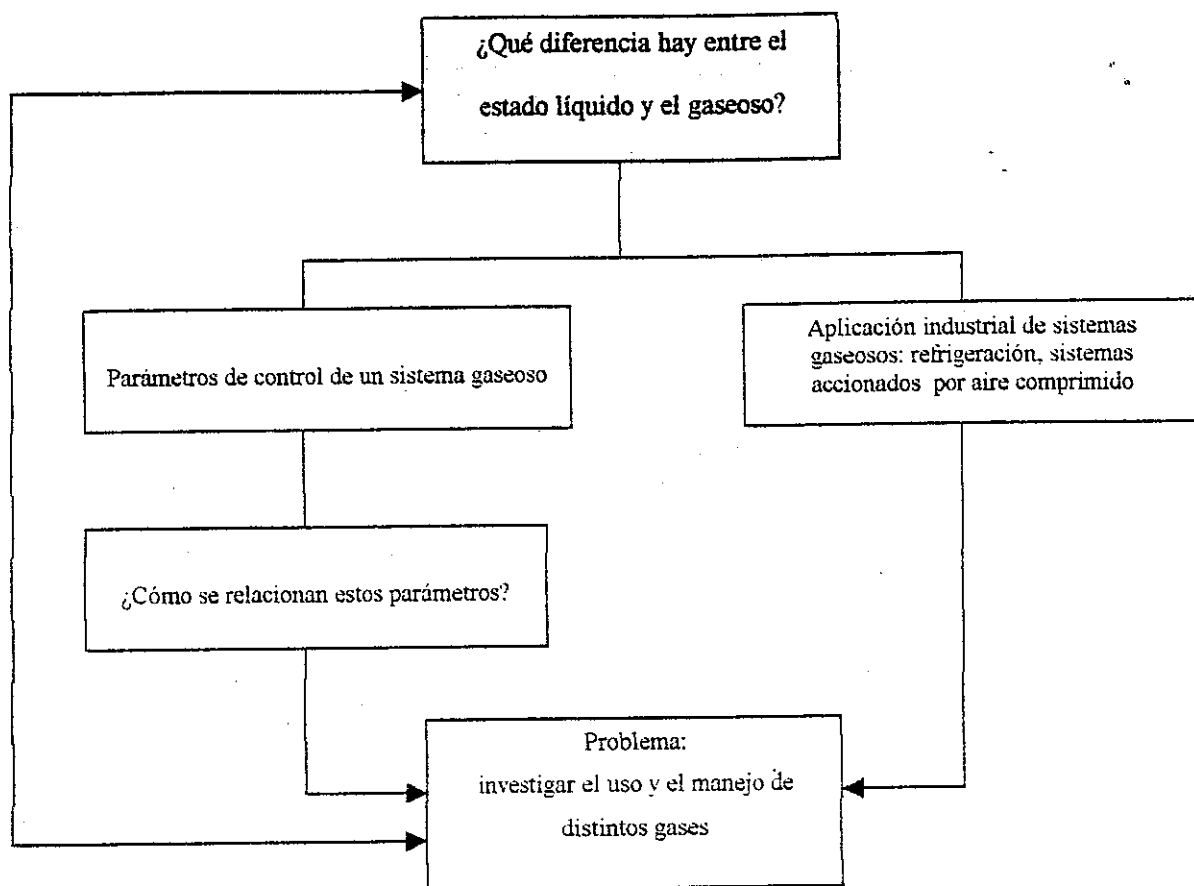 ¿Qué diferencia hay entre el
estado líquido y el gaseoso?
Parámetros de control de un sistema gaseoso
Aplicación industrial de sistemas
gaseosos: refrigeración, sistemas
accionados por aire comprimido
¿Cómo se relacionan estos parámetros?
Problema:
investigar el uso y el manejo de
distintos gases